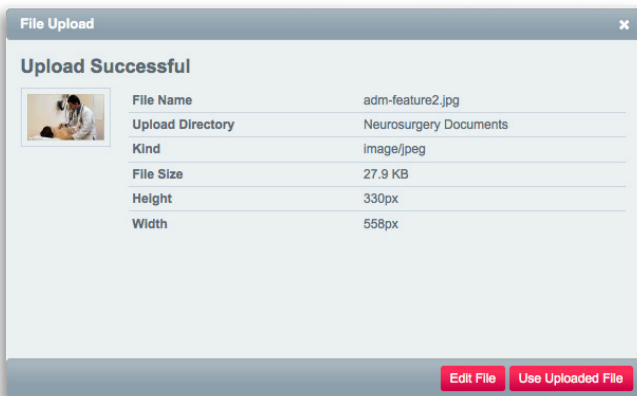 File Upload
Upload Successful
File Name adm-feature2.jpg
Upload Directory Neurosurgery Documents
Kind image/jpeg
File Size 27.9 KB
Height 330px
Width 558px
Edit File Use Uploaded File